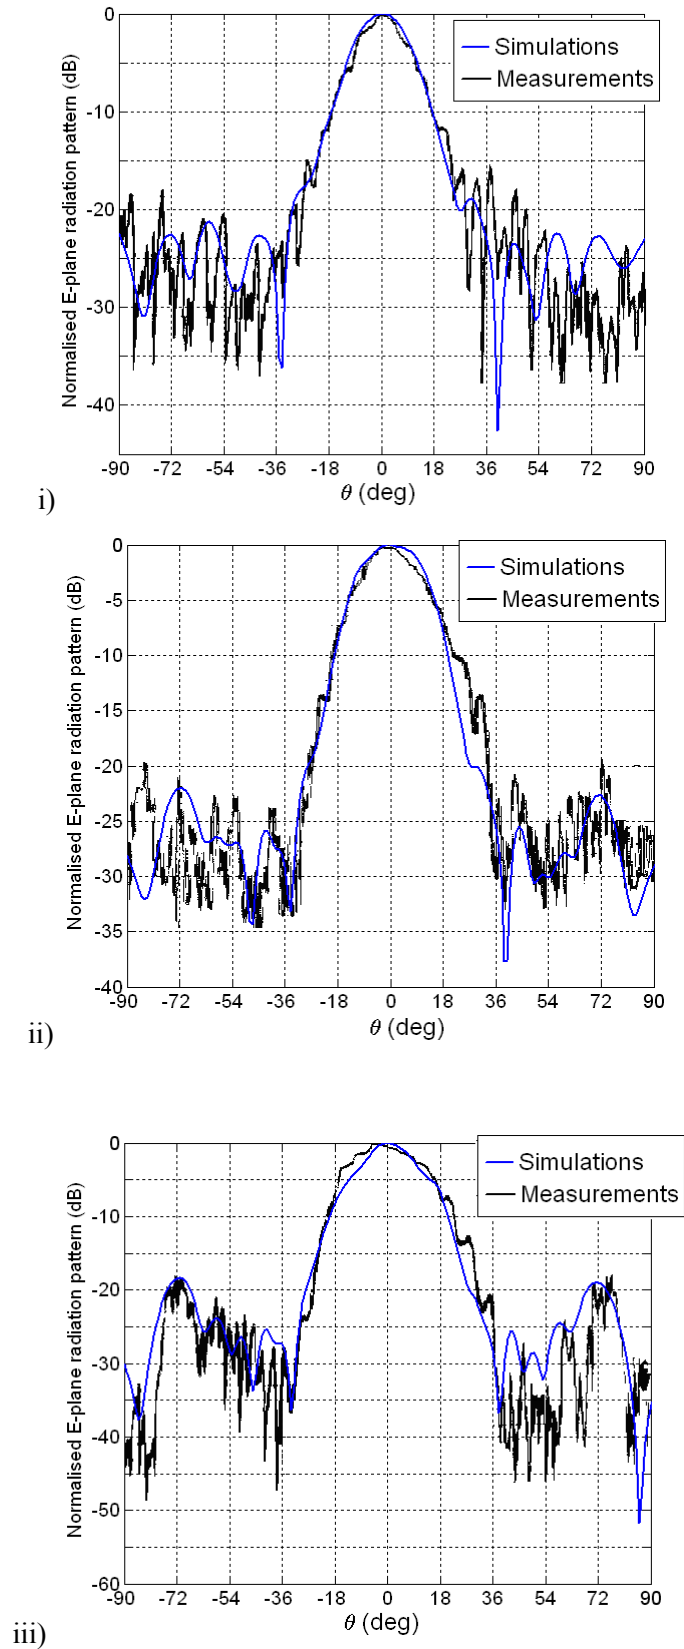 0
-10
-20
-30
-40
Normalised E-plane radiation pattern (dB)
Simulations
Measurements
-90 -72 -54 -36 -18 0 18 36 54 72 90
θ (deg)
i)
0
-5
-10
-15
-20
-25
-30
-35
-40
Normalised E-plane radiation pattern (dB)
Simulations
Measurements
-90 -72 -54 -36 -18 0 18 36 54 72 90
θ (deg)
ii)
0
-10
-20
-30
-40
-50
-60
Normalised E-plane radiation pattern (dB)
Simulations
Measurements
-90 -72 -54 -36 -18 0 18 36 54 72 90
θ (deg)
iii)